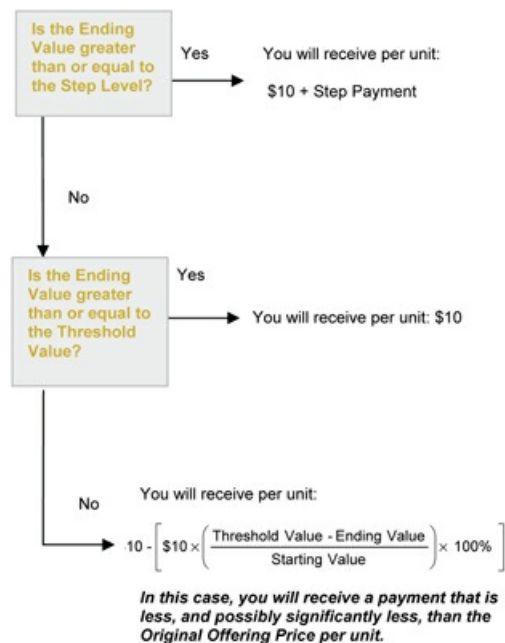 Is the Ending
Value greater
than or equal to
the Step Level?
Yes
You will receive per unit:
$10 + Step Payment
No
Is the Ending
Value greater
than or equal to
the Threshold
Value?
Yes
You will receive per unit: $10
No
You will receive per unit:
10 - [ $10 × ( Threshold Value - Ending Value / Starting Value ) × 100% ]
In this case, you will receive a payment that is
less, and possibly significantly less, than the
Original Offering Price per unit.